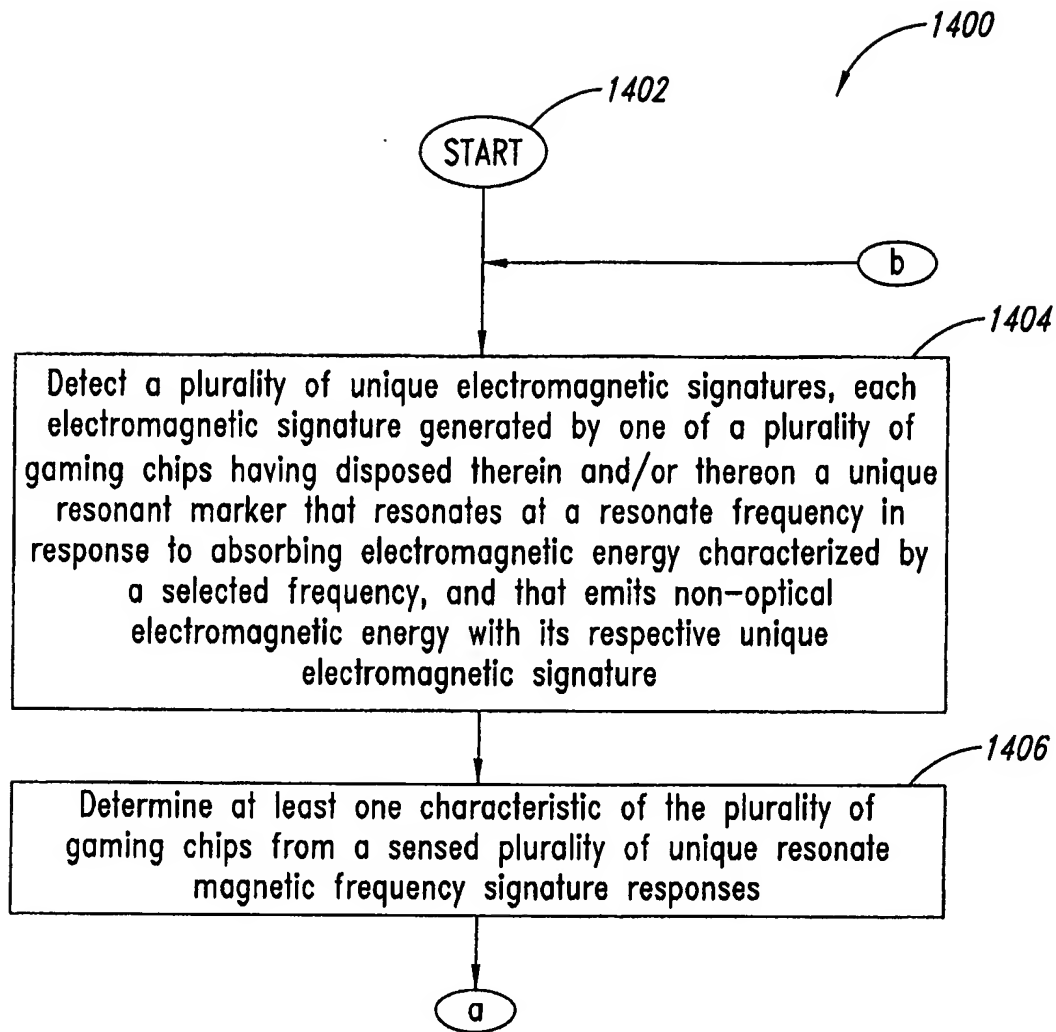 1400
1402
START
b
1404
Detect a plurality of unique electromagnetic signatures, each
electromagnetic signature generated by one of a plurality of
gaming chips having disposed therein and/or thereon a unique
resonant marker that resonates at a resonate frequency in
response to absorbing electromagnetic energy characterized by
a selected frequency, and that emits non-optical
electromagnetic energy with its respective unique
electromagnetic signature
1406
Determine at least one characteristic of the plurality of
gaming chips from a sensed plurality of unique resonate
magnetic frequency signature responses
a